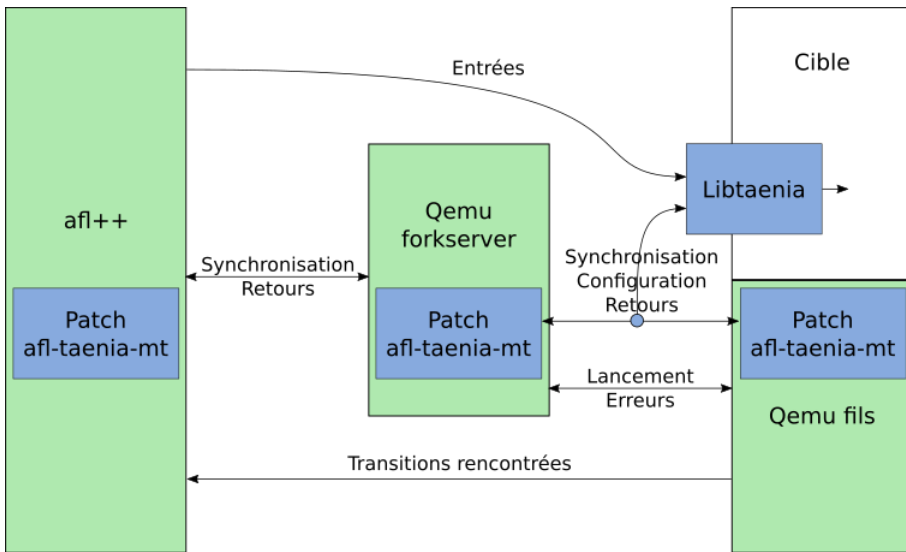 Entrées
Cible
Libtaenia
afl++
Qemu
forkserver
Synchronisation
Retours
Synchronisation
Configuration
Retours
Patch
afl-taenia-mt
Patch
afl-taenia-mt
Patch
afl-taenia-mt
Lancement
Erreurs
Qemu fils
Transitions rencontrées